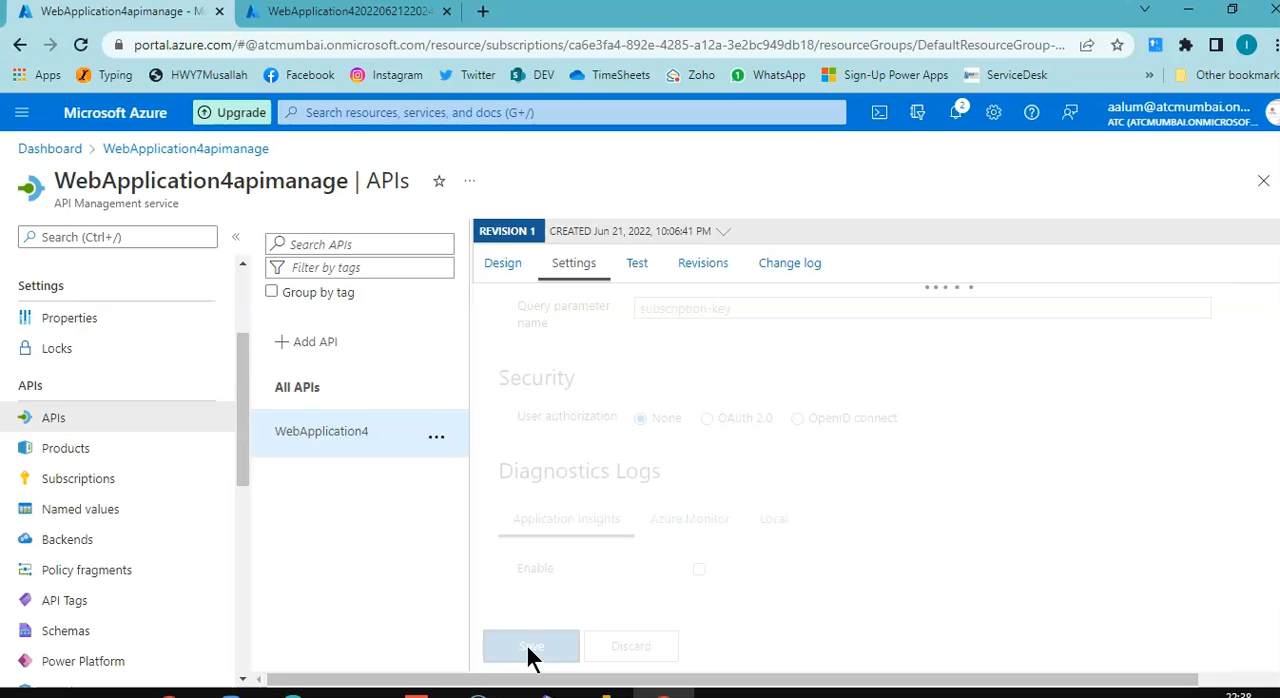 WebApplication4apimanage - Mi
WebApplication42022062122024
portal.azure.com/#@atcmumbai.onmicrosoft.com/resource/subscriptions/ca6e3fa4-892e-4285-a12a-3e2bc949db18/resourceGroups/DefaultResourceGroup-...
I
Apps Typing HWY7Musallah Facebook Instagram Twitter DEV TimeSheets Zoho WhatsApp Sign-Up Power Apps ServiceDesk » Other bookmark
Microsoft Azure Upgrade Search resources, services, and docs (G+/) 2 aalum@atcmumbai.on...
ATC (ATCMUMBAI.ONMICROSOF...
Dashboard > WebApplication4apimanage
WebApplication4apimanage | APIs ...
API Management service
Search (Ctrl+/) «
Settings
Properties
Locks
APIs
APIs
Products
Subscriptions
Named values
Backends
Policy fragments
API Tags
Schemas
Power Platform
Search APIs
Filter by tags
Group by tag
+ Add API
All APIs
WebApplication4 ...
REVISION 1 CREATED Jun 21, 2022, 10:06:41 PM
Design Settings Test Revisions Change log
Query parameter name subscription-key
Security
User authorization None OAuth 2.0 OpenID connect
Diagnostics Logs
Application Insights Azure Monitor Local
Enable
Save Discard
22:38